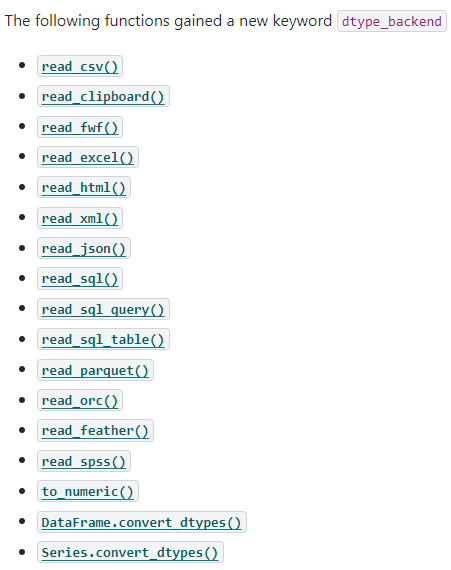 The following functions gained a new keyword dtype_backend
read_csv()
read_clipboard()
read_fwf()
read_excel()
read_html()
read_xml()
read_json()
read_sql()
read_sql_query()
read_sql_table()
read_parquet()
read_orc()
read_feather()
read_spss()
to_numeric()
DataFrame.convert_dtypes()
Series.convert_dtypes()